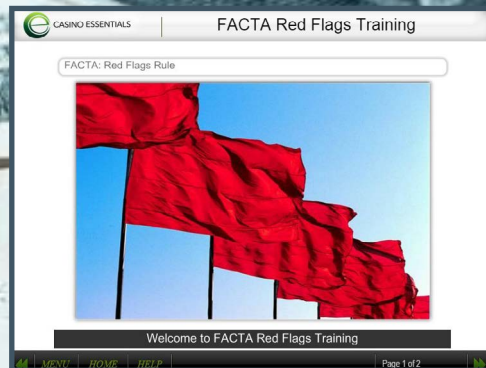 CASINO ESSENTIALS
FACTA Red Flags Training
FACTA: Red Flags Rule
Welcome to FACTA Red Flags Training
MENU HOME HELP Page 1 of 2